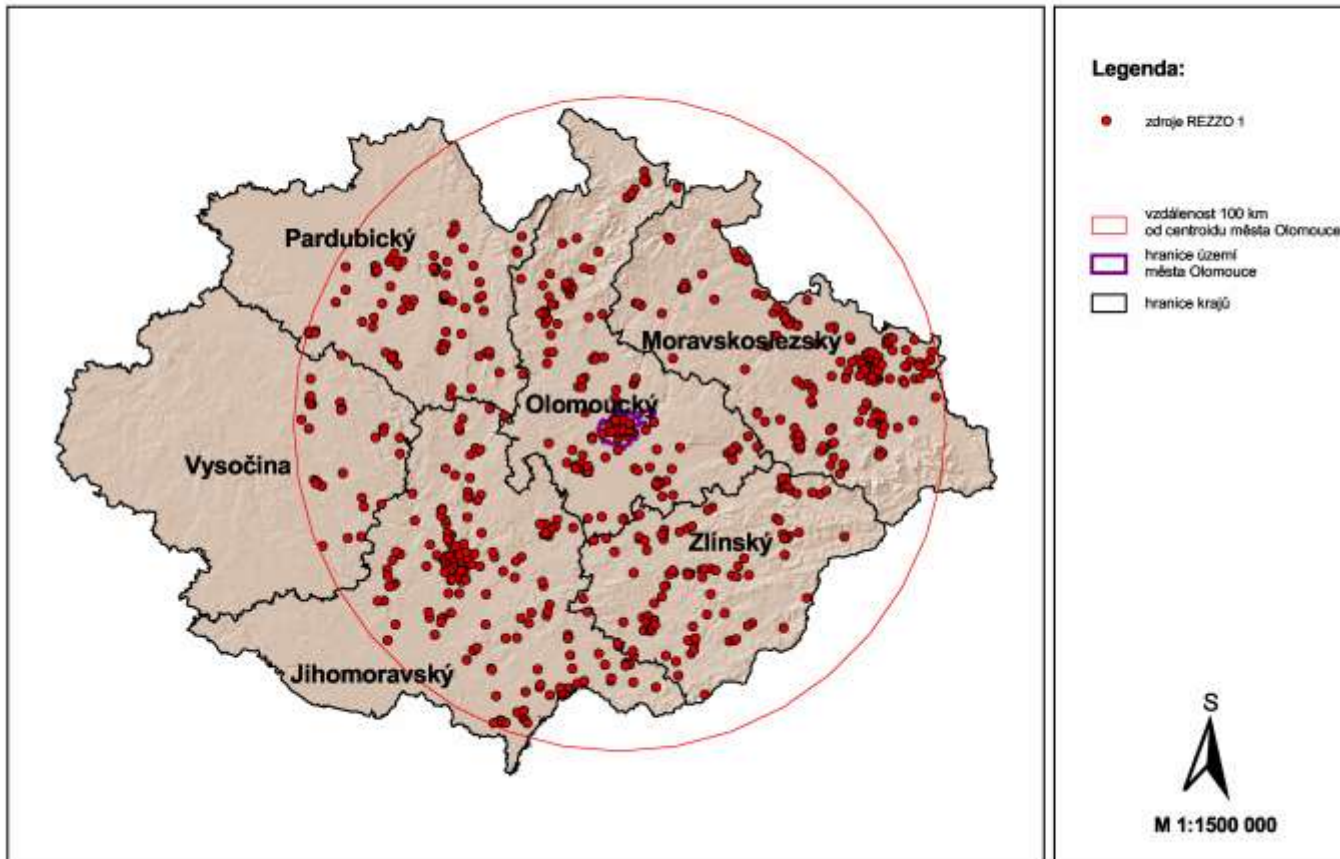 Pardubický
Moravskoslezský
Olomoucký
Vysočina
Zlínský
Jihomoravský
Legenda:
zdroje REZZO 1
vzdálenost 100 km
od centroidu města Olomouce
hranice území
města Olomouce
hranice krajů
S
M 1:1500 000